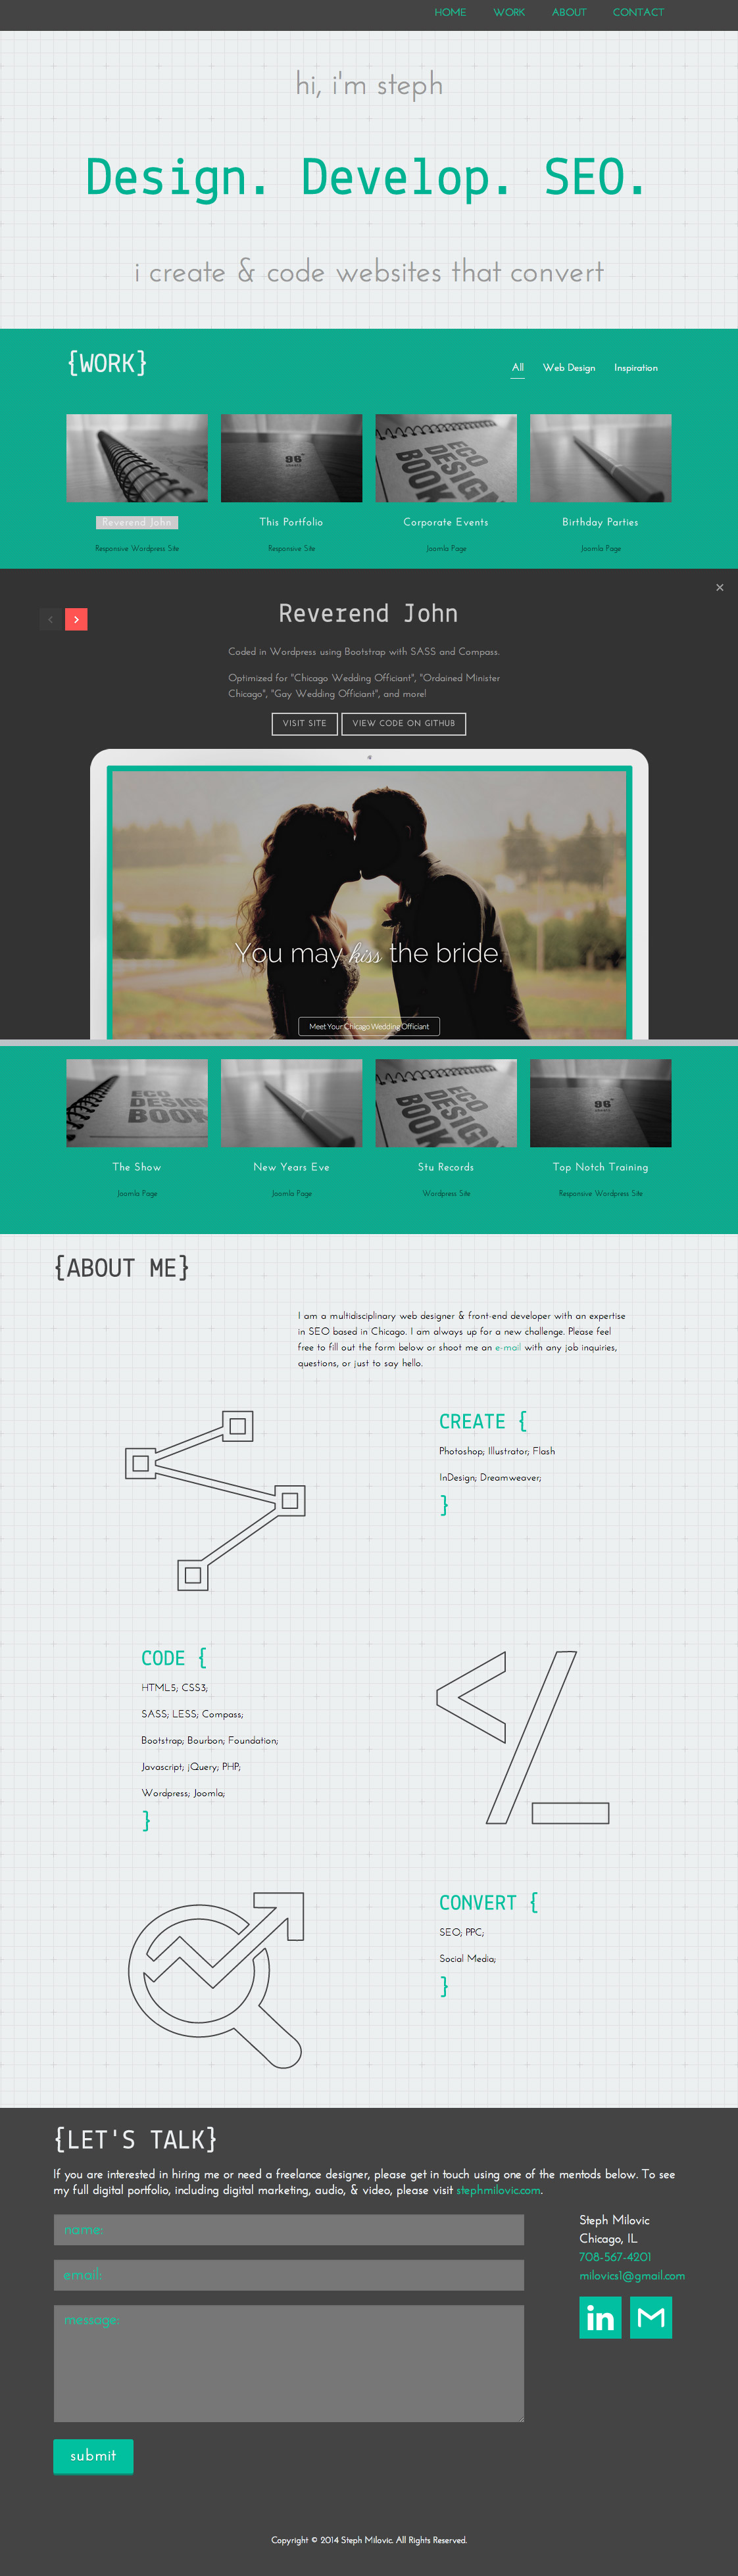 HOME WORK ABOUT CONTACT
hi, i'm steph
Design. Develop. SEO.
i create & code websites that convert
{WORK}
All Web Design Inspiration
96
ECO
DESIGN
BOOK
Reverend John This Portfolio Corporate Events Birthday Parties
Responsive Wordpress Site Responsive Site Joomla Page Joomla Page
Reverend John
Coded in Wordpress using Bootstrap with SASS and Compass.
Optimized for "Chicago Wedding Officiant", "Ordained Minister
Chicago", "Gay Wedding Officiant", and more!
VISIT SITE VIEW CODE ON GITHUB
You may kiss the bride.
Meet Your Chicago Wedding Officiant
ECO
DESIGN
BOOK
ECO
DESIGN
BOOK
96
The Show New Years Eve Stu Records Top Notch Training
Joomla Page Joomla Page Wordpress Site Responsive Wordpress Site
{ABOUT ME}
I am a multidisciplinary web designer & front-end developer with an expertise
in SEO based in Chicago. I am always up for a new challenge. Please feel
free to fill out the form below or shoot me an e-mail with any job inquiries,
questions, or just to say hello.
CREATE {
Photoshop; Illustrator; Flash
InDesign; Dreamweaver;
}
CODE {
HTML5; CSS3;
SASS; LESS; Compass;
Bootstrap; Bourbon; Foundation;
Javascript; jQuery; PHP;
Wordpress; Joomla;
}
CONVERT {
SEO; PPC;
Social Media;
}
{LET'S TALK}
If you are interested in hiring me or need a freelance designer, please get in touch using one of the mentods below. To see
my full digital portfolio, including digital marketing, audio, & video, please visit stephmilovic.com.
name:
email:
message:
submit
Steph Milovic
Chicago, IL
708-567-4201
milovics1@gmail.com
in
Copyright © 2014 Steph Milovic. All Rights Reserved.